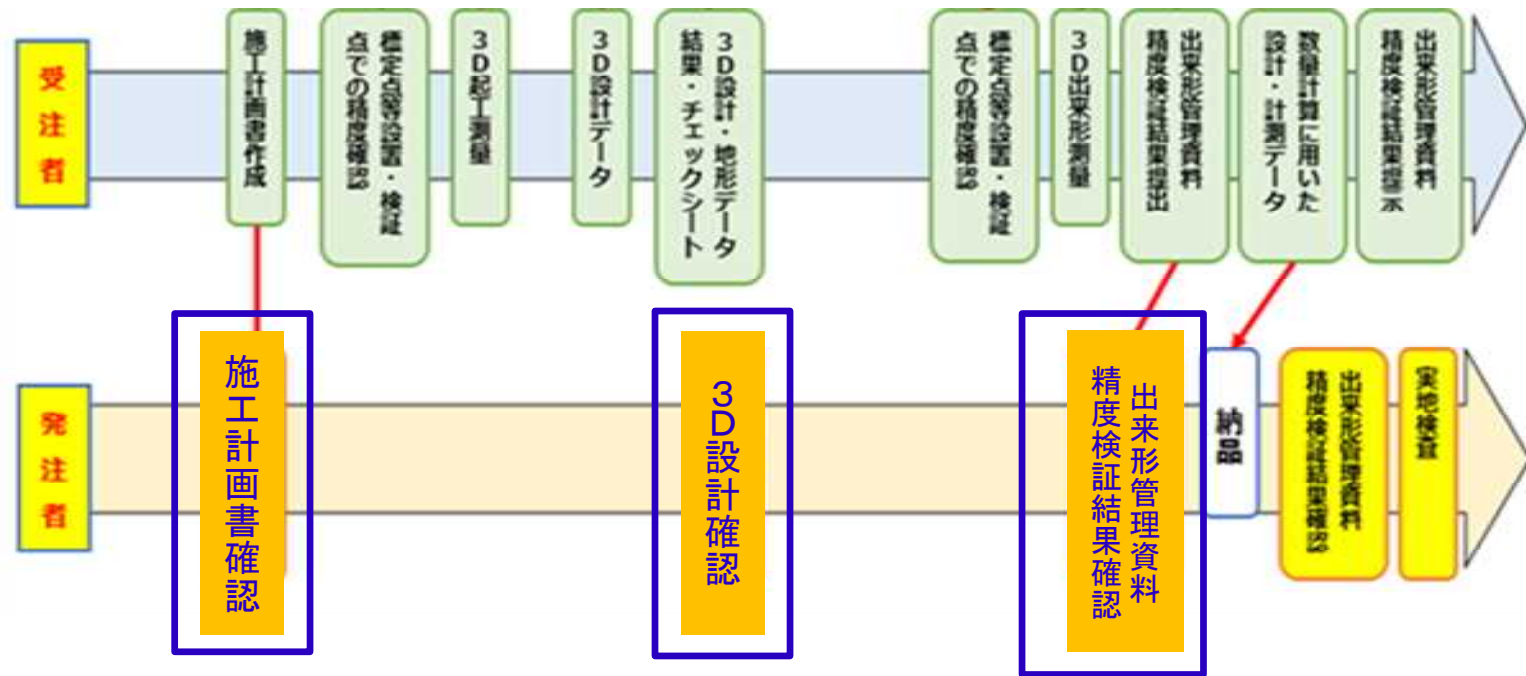 受注者
施工計画書作成
標定点等設置・検証
点での精度確認
3D起工測量
3D設計データ
3D設計・地形データ
結果・チェックシート
標定点等設置・検証
点での精度確認
3D出来形測量
出来形管理資料
精度検証結果提出
数量計算に用いた
設計・計測データ
出来形管理資料
精度検証結果提示
発注者
施工計画書確認
3D設計確認
出来形管理資料
精度検証結果確認
納品
出来形管理資料
精度検証結果確認
実地検査